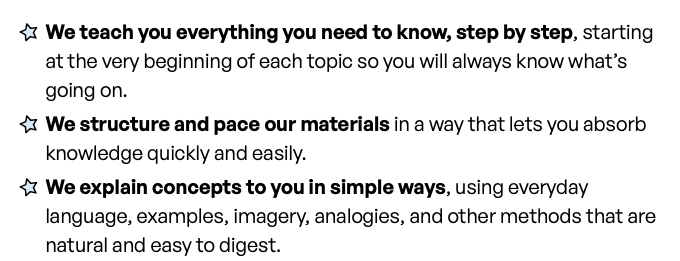 We teach you everything you need to know, step by step, starting
at the very beginning of each topic so you will always know what’s
going on.
We structure and pace our materials in a way that lets you absorb
knowledge quickly and easily.
We explain concepts to you in simple ways, using everyday
language, examples, imagery, analogies, and other methods that are
natural and easy to digest.